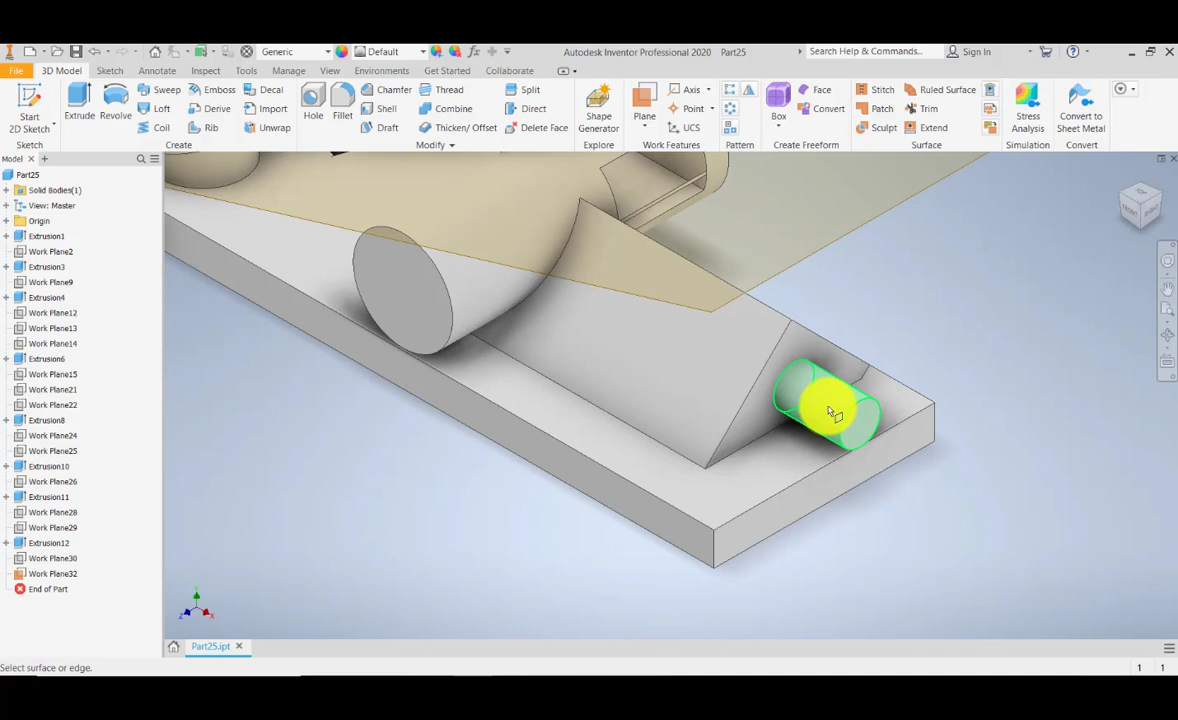 Generic Default Autodesk Inventor Professional 2020 Part25 Search Help & Commands... Sign In
File 3D Model Sketch Annotate Inspect Tools Manage View Environments Get Started Collaborate
Start 2D Sketch
Extrude Revolve
Sweep Emboss Decal
Loft Derive Import
Coil Rib Unwrap
Hole Fillet
Chamfer Thread Split
Shell Combine Direct
Draft Thicken/ Offset Delete Face
Shape Generator
Plane
Axis
Point
UCS
Box
Face
Convert
Stitch Ruled Surface
Patch Trim
Sculpt Extend
Stress Analysis
Convert to Sheet Metal
Sketch Create Modify Explore Work Features Pattern Create Freeform Surface Simulation Convert
Model
Part25
Solid Bodies(1)
View: Master
Origin
Extrusion1
Work Plane2
Extrusion3
Work Plane9
Extrusion4
Work Plane12
Work Plane13
Work Plane14
Extrusion6
Work Plane15
Work Plane21
Work Plane22
Extrusion8
Work Plane24
Work Plane25
Extrusion10
Work Plane26
Extrusion11
Work Plane28
Work Plane29
Extrusion12
Work Plane30
Work Plane32
End of Part
TOP
FRONT
Y
Z
X
Part25.ipt
Select surface or edge.
1 1